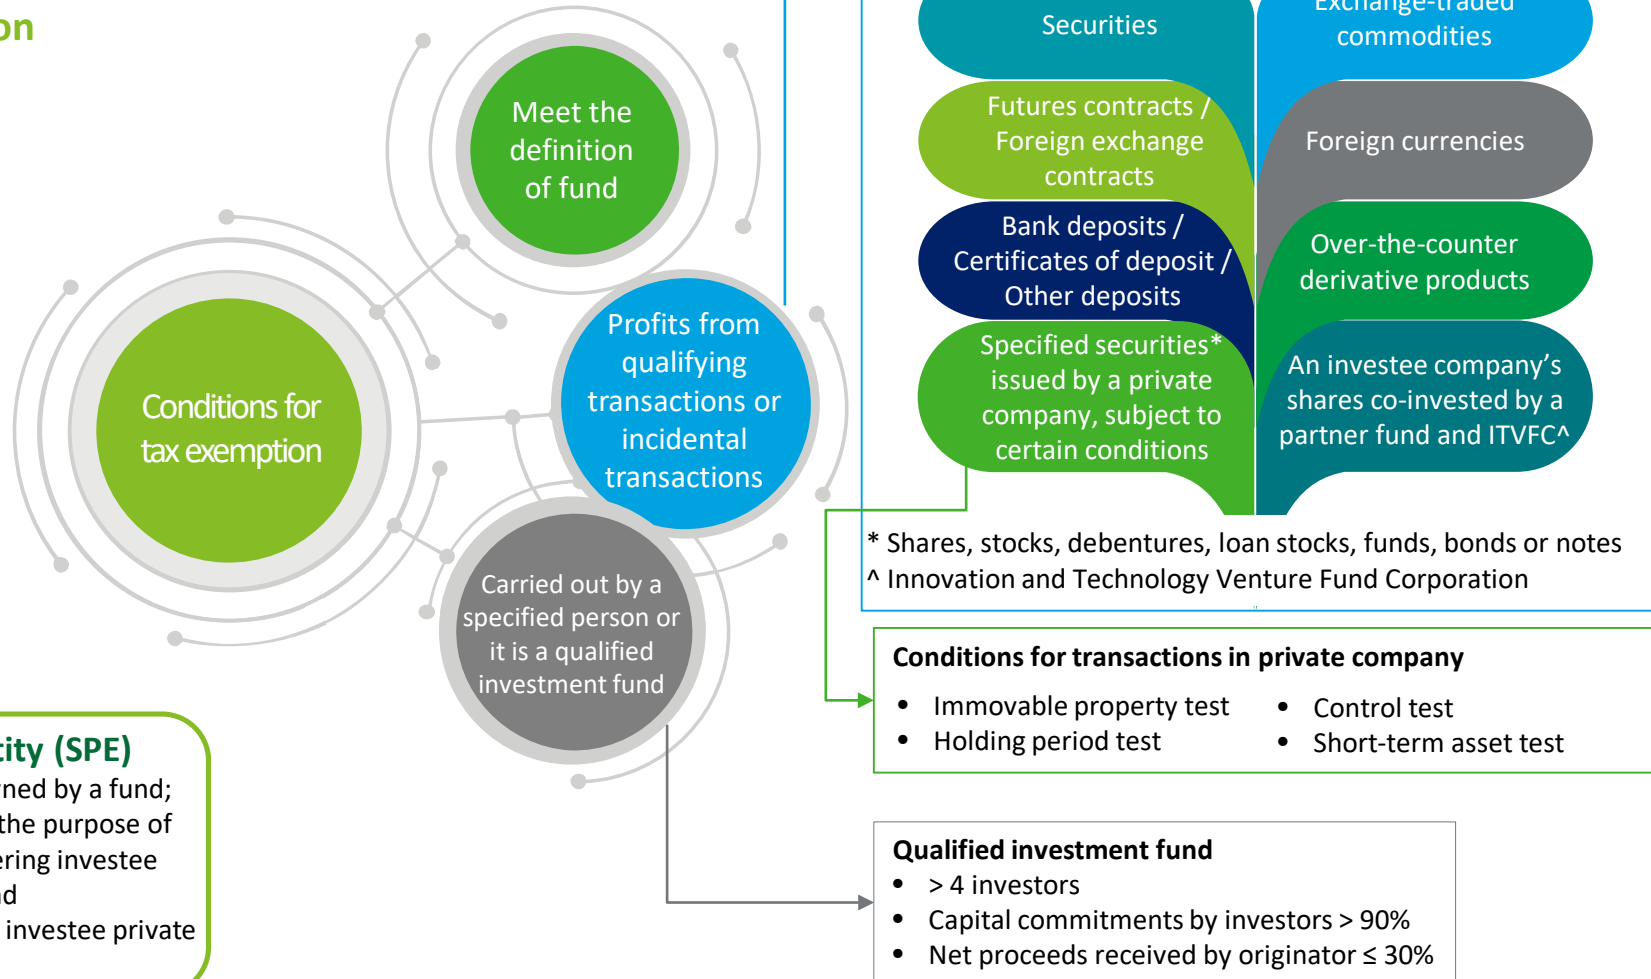 on
Meet the
definition
of fund
Conditions for
tax exemption
Profits from
qualifying
transactions or
incidental
transactions
Carried out by a
specified person or
it is a qualified
investment fund
tity (SPE)
ned by a fund;
the purpose of
ering investee
nd
investee private
Securities
Exchange-traded
commodities
Futures contracts /
Foreign exchange
contracts
Foreign currencies
Bank deposits /
Certificates of deposit /
Other deposits
Over-the-counter
derivative products
Specified securities*
issued by a private
company, subject to
certain conditions
An investee company's
shares co-invested by a
partner fund and ITVFC^
* Shares, stocks, debentures, loan stocks, funds, bonds or notes
^ Innovation and Technology Venture Fund Corporation
Conditions for transactions in private company
• Immovable property test
• Holding period test
• Control test
• Short-term asset test
Qualified investment fund
• > 4 investors
• Capital commitments by investors > 90%
• Net proceeds received by originator ≤ 30%